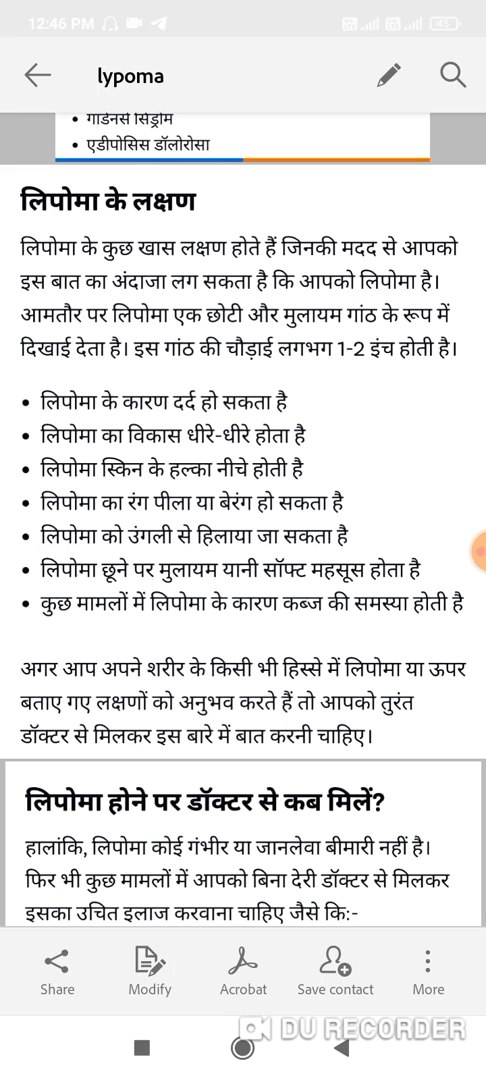 12:46 PM
45
lypoma
• गार्डनर्स सिंड्रोम
• एडीपोसिस डॉलोरोसा
लिपोमा के लक्षण
लिपोमा के कुछ खास लक्षण होते हैं जिनकी मदद से आपको
इस बात का अंदाजा लग सकता है कि आपको लिपोमा है।
आमतौर पर लिपोमा एक छोटी और मुलायम गांठ के रूप में
दिखाई देता है। इस गांठ की चौड़ाई लगभग 1-2 इंच होती है।
• लिपोमा के कारण दर्द हो सकता है
• लिपोमा का विकास धीरे-धीरे होता है
• लिपोमा स्किन के हल्का नीचे होती है
• लिपोमा का रंग पीला या बेरंग हो सकता है
• लिपोमा को उंगली से हिलाया जा सकता है
• लिपोमा छूने पर मुलायम यानी सॉफ्ट महसूस होता है
• कुछ मामलों में लिपोमा के कारण कब्ज की समस्या होती है
अगर आप अपने शरीर के किसी भी हिस्से में लिपोमा या ऊपर
बताए गए लक्षणों को अनुभव करते हैं तो आपको तुरंत
डॉक्टर से मिलकर इस बारे में बात करनी चाहिए।
लिपोमा होने पर डॉक्टर से कब मिलें?
हालांकि, लिपोमा कोई गंभीर या जानलेवा बीमारी नहीं है।
फिर भी कुछ मामलों में आपको बिना देरी डॉक्टर से मिलकर
इसका उचित इलाज करवाना चाहिए जैसे कि:-
Share Modify Acrobat Save contact More
DU RECORDER